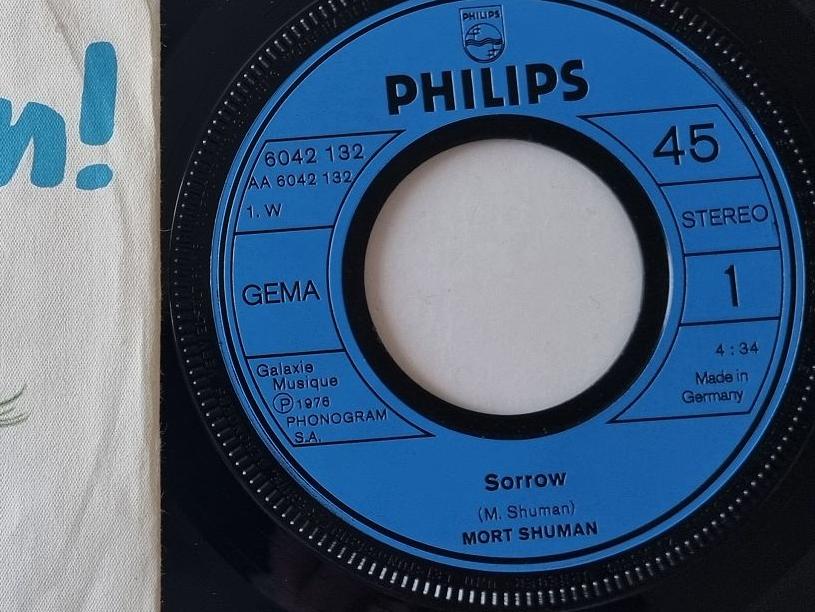 n!
PHILIPS
PHILIPS
6042 132
AA 6042 132
1. W
GEMA
Galaxie
Musique
Ⓟ 1976
PHONOGRAM
S.A.
45
STEREO
1
4:34
Made in
Germany
Sorrow
(M. Shuman)
MORT SHUMAN